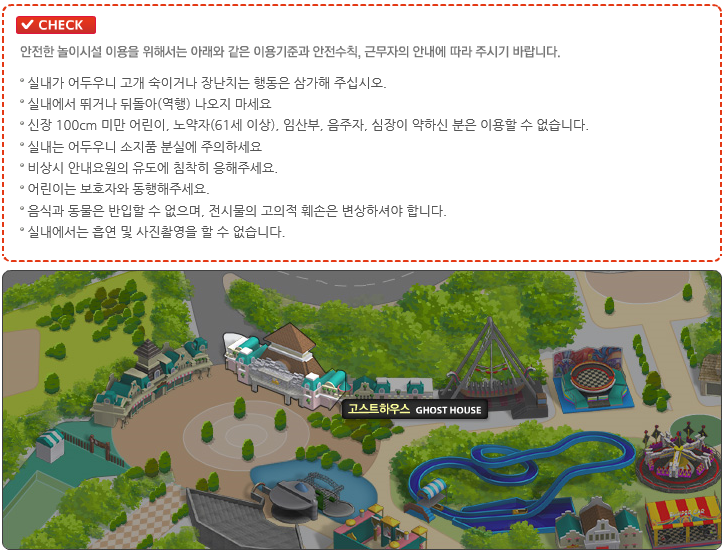 CHECK
안전한 놀이시설 이용을 위해서는 아래와 같은 이용기준과 안전수칙, 근무자의 안내에 따라 주시기 바랍니다.
° 실내가 어두우니 고개 숙이거나 장난치는 행동은 삼가해 주십시오.
° 실내에서 뛰거나 뒤돌아(역행) 나오지 마세요
° 신장 100cm 미만 어린이, 노약자(61세 이상), 임산부, 음주자, 심장이 약하신 분은 이용할 수 없습니다.
° 실내는 어두우니 소지품 분실에 주의하세요
° 비상시 안내요원의 유도에 침착히 응해주세요.
° 어린이는 보호자와 동행해주세요.
° 음식과 동물은 반입할 수 없으며, 전시물의 고의적 훼손은 변상하셔야 합니다.
° 실내에서는 흡연 및 사진촬영을 할 수 없습니다.
고스트하우스 GHOST HOUSE